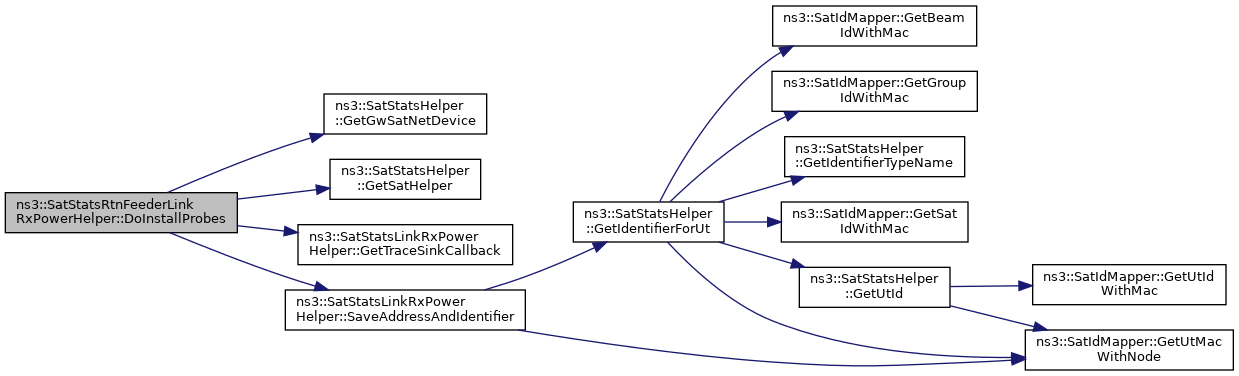 ns3::SatStatsRtnFeederLink
RxPowerHelper::DoInstallProbes
ns3::SatStatsHelper
::GetGwSatNetDevice
ns3::SatStatsHelper
::GetSatHelper
ns3::SatStatsLinkRxPower
Helper::GetTraceSinkCallback
ns3::SatStatsLinkRxPower
Helper::SaveAddressAndIdentifier
ns3::SatStatsHelper
::GetIdentifierForUt
ns3::SatIdMapper::GetBeam
IdWithMac
ns3::SatIdMapper::GetGroup
IdWithMac
ns3::SatStatsHelper
::GetIdentifierTypeName
ns3::SatIdMapper::GetSat
IdWithMac
ns3::SatStatsHelper
::GetUtId
ns3::SatIdMapper::GetUtId
WithMac
ns3::SatIdMapper::GetUtMac
WithNode